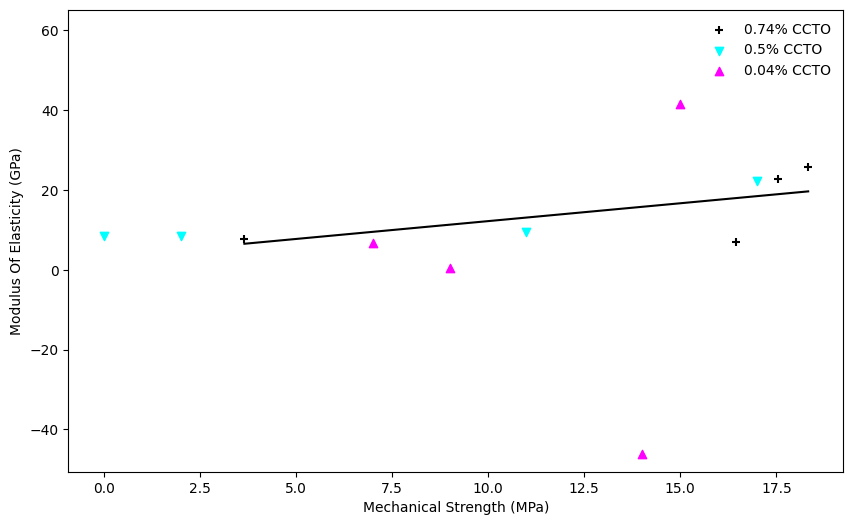 60
40
20
0
−20
−40
0.0
2.5
5.0
7.5
10.0
12.5
15.0
17.5
Modulus Of Elasticity (GPa)
Mechanical Strength (MPa)
0.74% CCTO
0.5% CCTO
0.04% CCTO